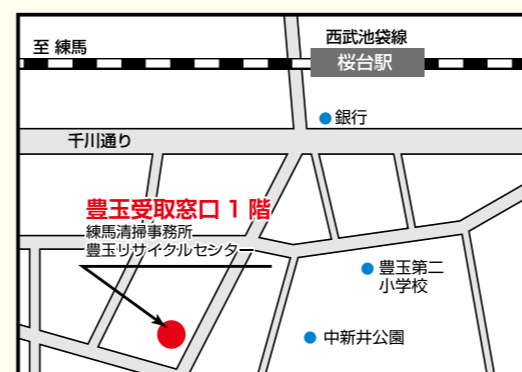 至 練馬
西武池袋線
桜台駅
銀行
千川通り
豊玉受取窓口 1 階
練馬清掃事務所
豊玉リサイクルセンター
豊玉第二
小学校
中新井公園